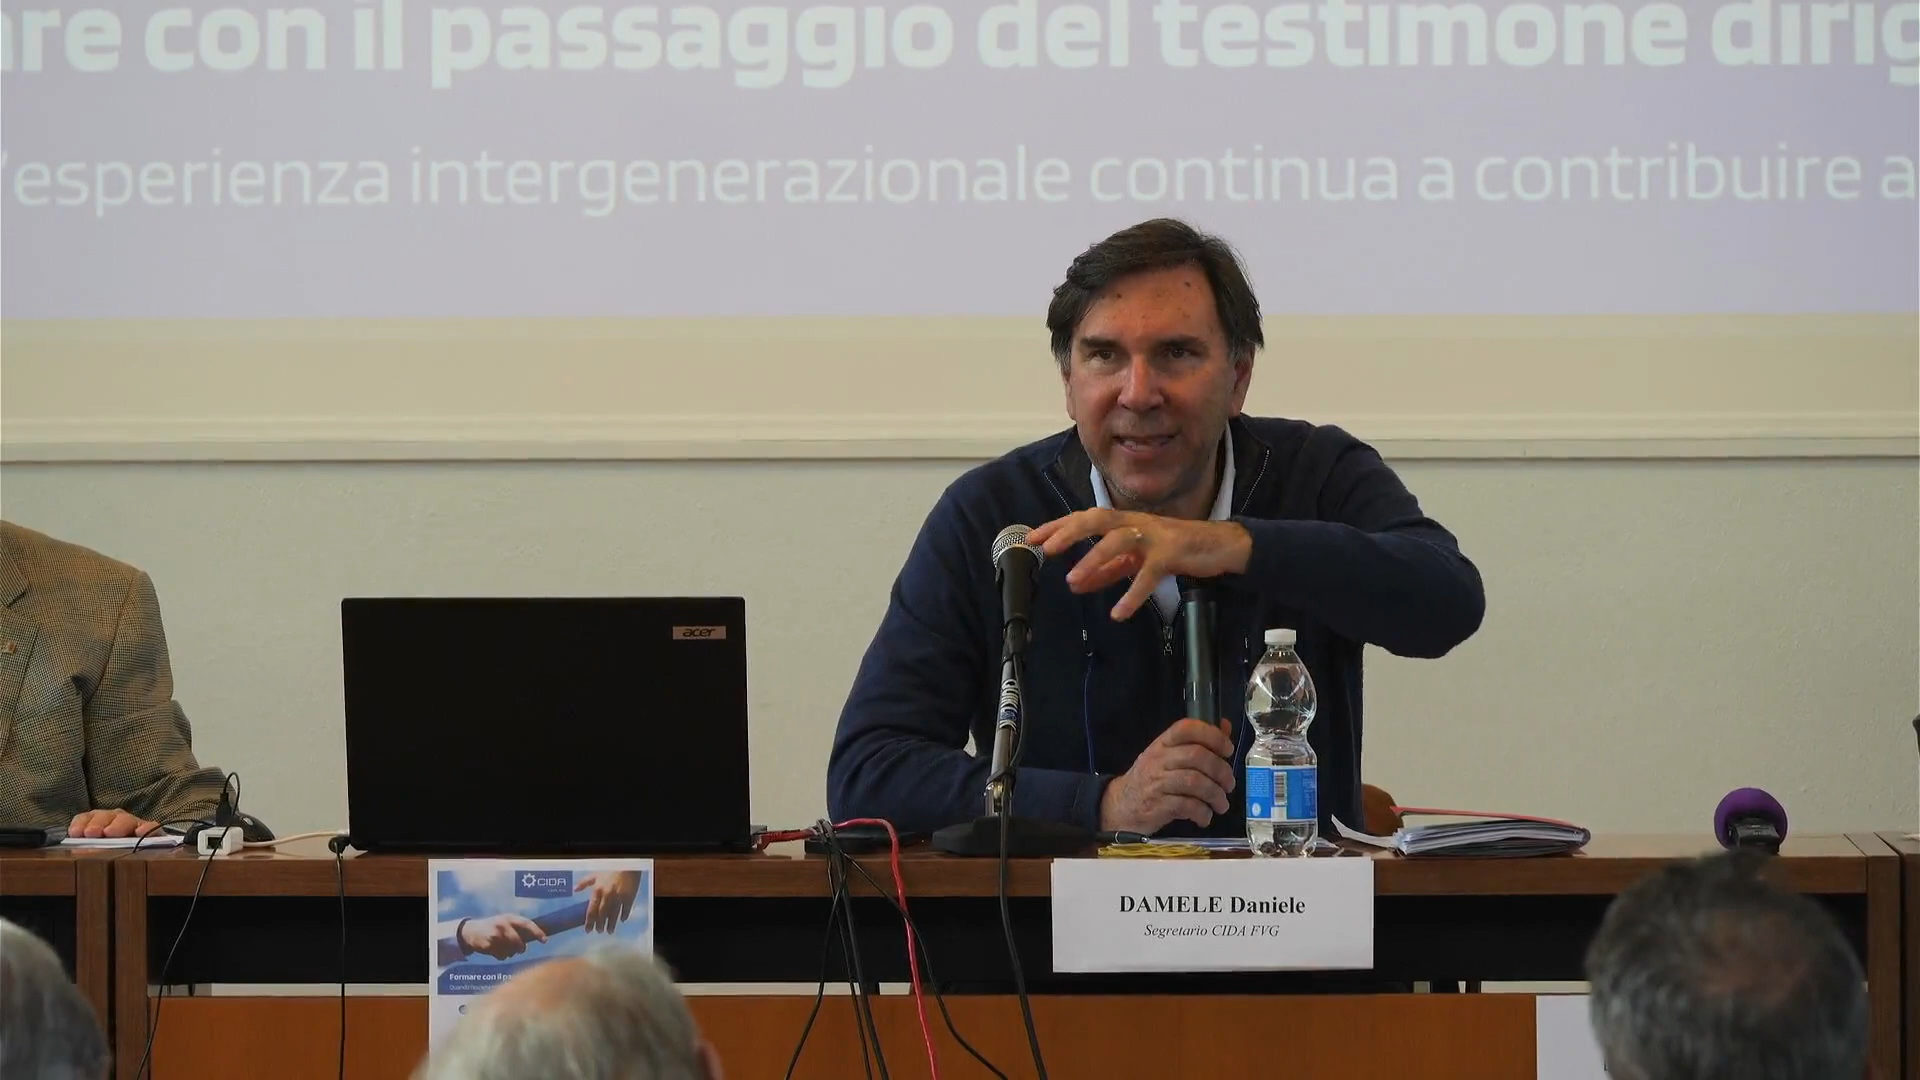 re con il passaggio del testimone dirig
'esperienza intergenerazionale continua a contribuire a
acer
CIDA
Formare con il pa
DAMELE Daniele
Segretario CIDA FVG